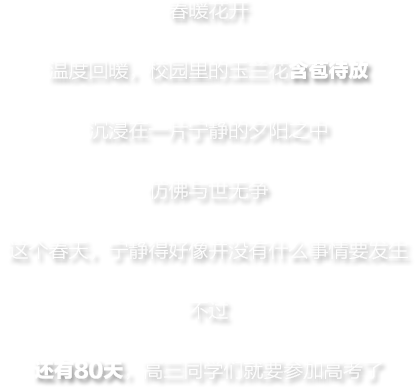 春暖花开
温度回暖，校园里的玉兰花含苞待放
沉浸在一片宁静的夕阳之中
仿佛与世无争
这个春天，宁静得好像并没有什么事情要发生
不过
还有80天，高三同学们就要参加高考了